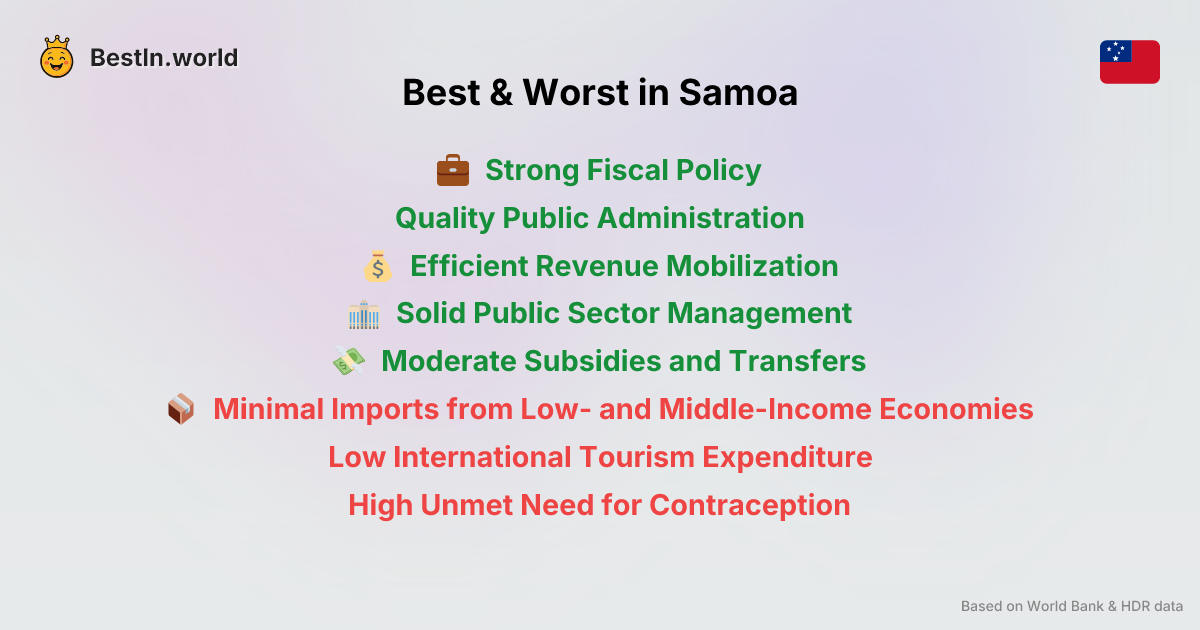 BestIn.world
Best & Worst in Samoa
Strong Fiscal Policy
Quality Public Administration
Efficient Revenue Mobilization
Solid Public Sector Management
Moderate Subsidies and Transfers
Minimal Imports from Low- and Middle-Income Economies
Low International Tourism Expenditure
High Unmet Need for Contraception
Based on World Bank & HDR data